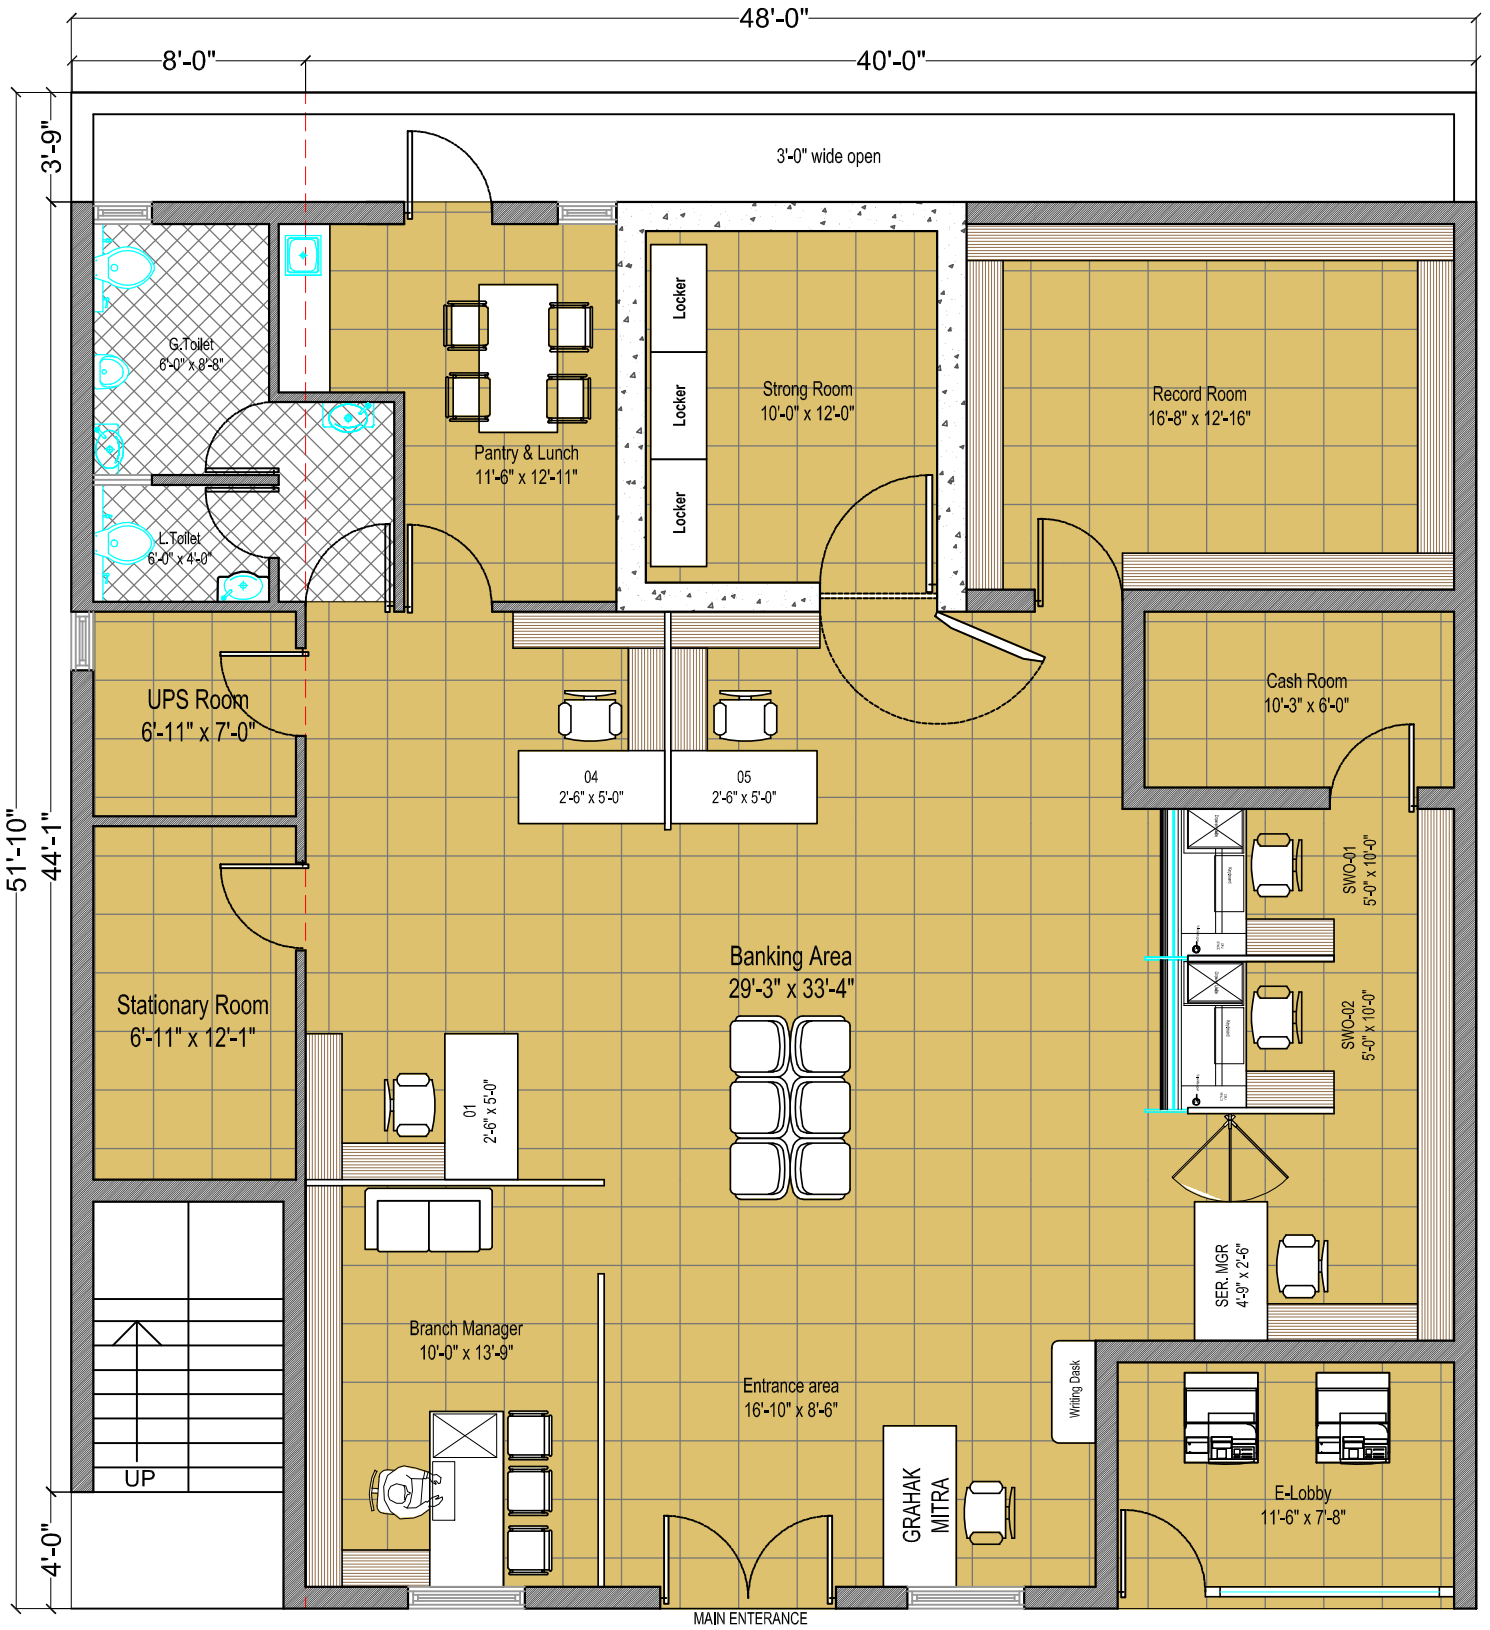 48'-0"
8'-0"
40'-0"
3'-9"
3'-0" wide open
G.Toilet
6'-0" x 8'-8"
Locker
Locker
Locker
Strong Room
10'-0" x 12'-0"
Record Room
16'-8" x 12'-16"
Pantry & Lunch
11'-6" x 12'-11"
L.Toilet
6'-0" x 4'-0"
UPS Room
6'-11" x 7'-0"
Cash Room
10'-3" x 6'-0"
04
2'-6" x 5'-0"
05
2'-6" x 5'-0"
51'-10"
44'-1"
SWO-01
5'-0" x 10'-0"
Banking Area
29'-3" x 33'-4"
Stationary Room
6'-11" x 12'-1"
SWO-02
5'-0" x 10'-0"
01
2'-6" x 5'-0"
SER. MGR
4'-9" x 2'-6"
Branch Manager
10'-0" x 13'-9"
Entrance area
16'-10" x 8'-6"
Writing Dask
UP
GRAHAK
MITRA
E-Lobby
11'-6" x 7'-8"
4'-0"
MAIN ENTERANCE